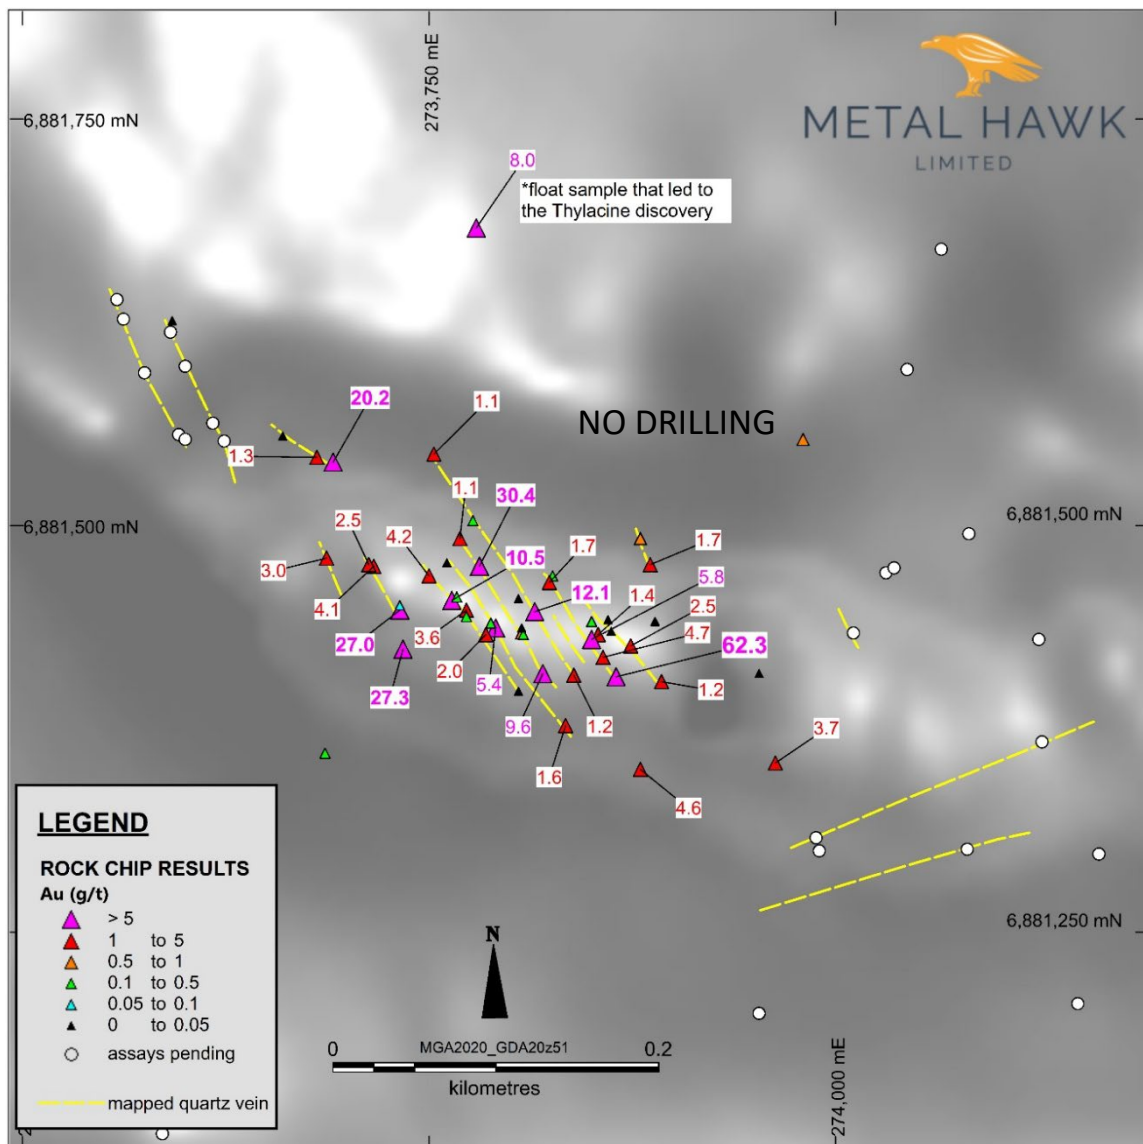 273,750 mE
METAL HAWK
LIMITED
6,881,750 mN
8.0
*float sample that led to
the Thylacine discovery
20.2
1.1
NO DRILLING
1.3
1.1
30.4
6,881,500 mN
6,881,500 mN
2.5
4.2
10.5
1.7
1.7
3.0
4.1
12.1
5.8
1.4
2.5
27.0
3.6
4.7
62.3
2.0
5.4
27.3
9.6
1.2
1.2
1.6
3.7
4.6
LEGEND
ROCK CHIP RESULTS
Au (g/t)
> 5
1 to 5
0.5 to 1
0.1 to 0.5
0.05 to 0.1
0 to 0.05
assays pending
mapped quartz vein
6,881,250 mN
N
0 MGA2020_GDA20z51 0.2
kilometres
274,000 mE